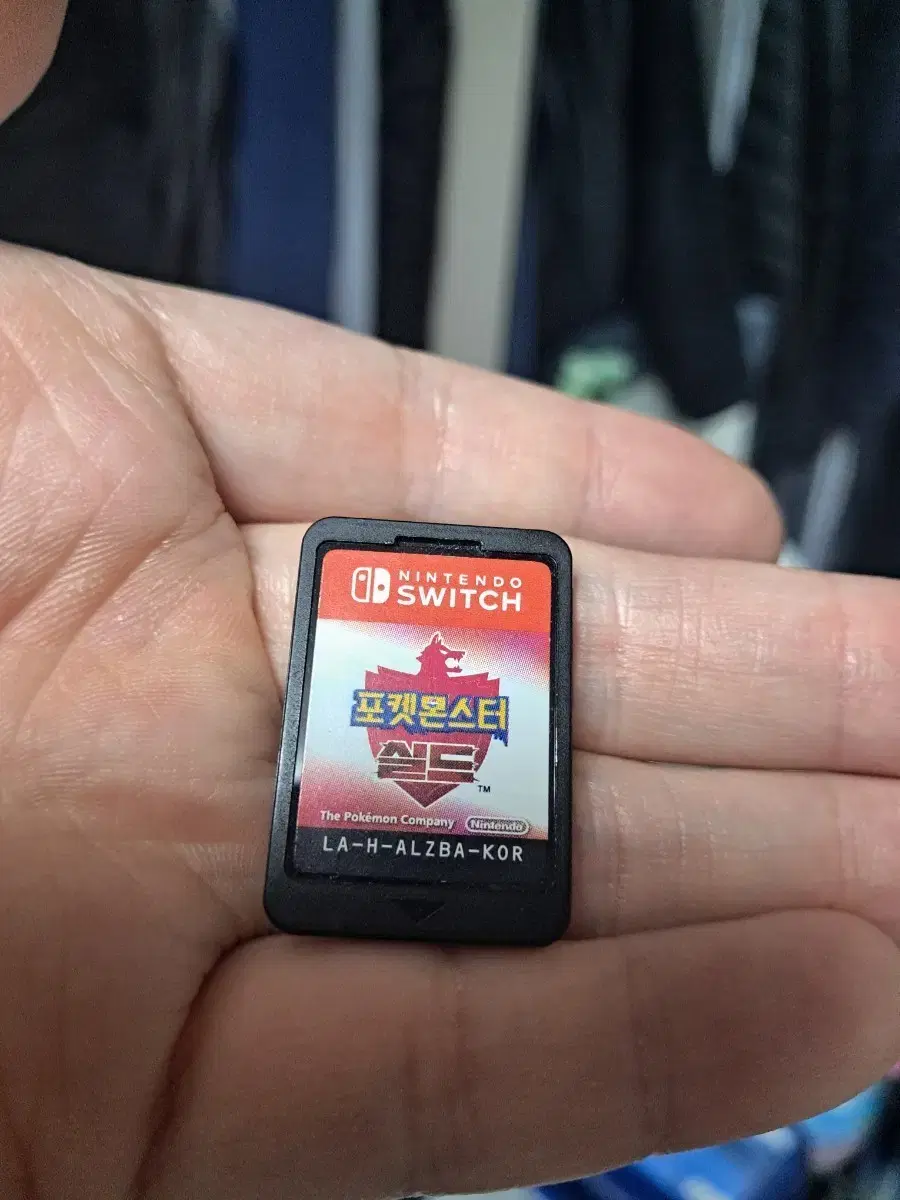 NINTENDO
SWITCH
포켓몬스터
실드
TM
The Pokémon Company Nintendo
LA-H-ALZBA-KOR